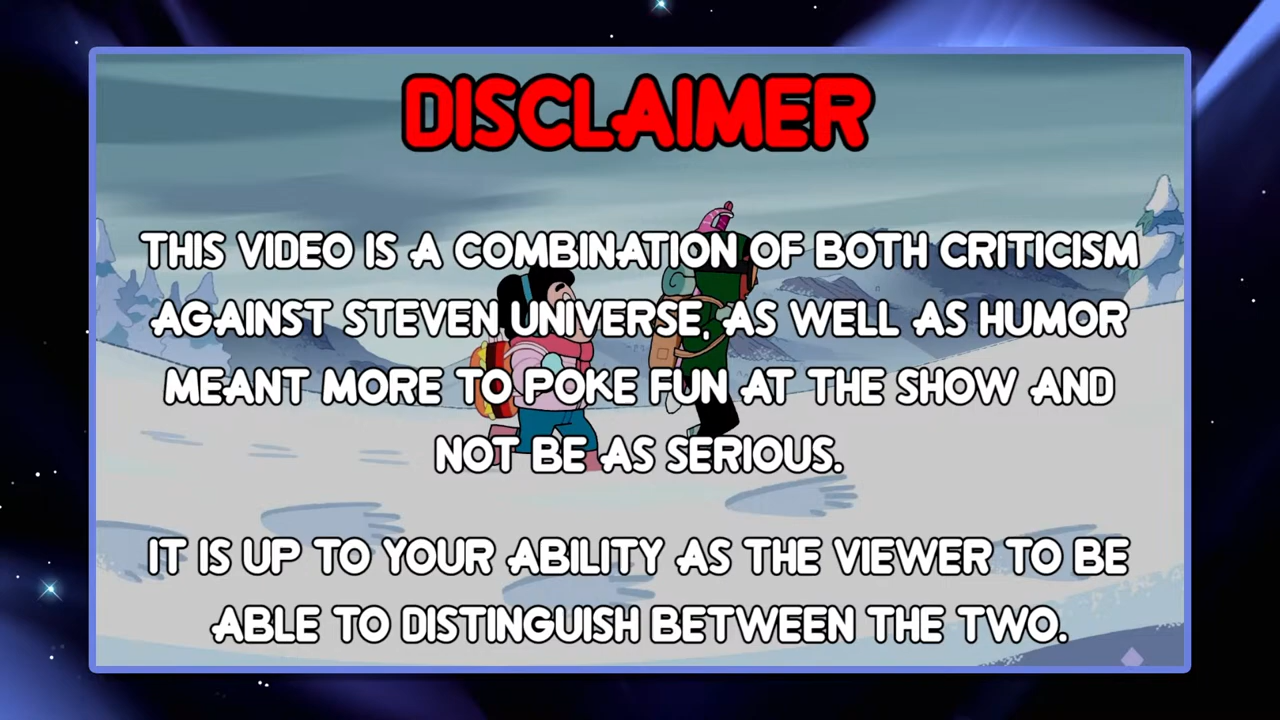 DISCLAIMER
THIS VIDEO IS A COMBINATION OF BOTH CRITICISM
AGAINST STEVEN UNIVERSE, AS WELL AS HUMOR
MEANT MORE TO POKE FUN AT THE SHOW AND
NOT BE AS SERIOUS.
IT IS UP TO YOUR ABILITY AS THE VIEWER TO BE
ABLE TO DISTINGUISH BETWEEN THE TWO.